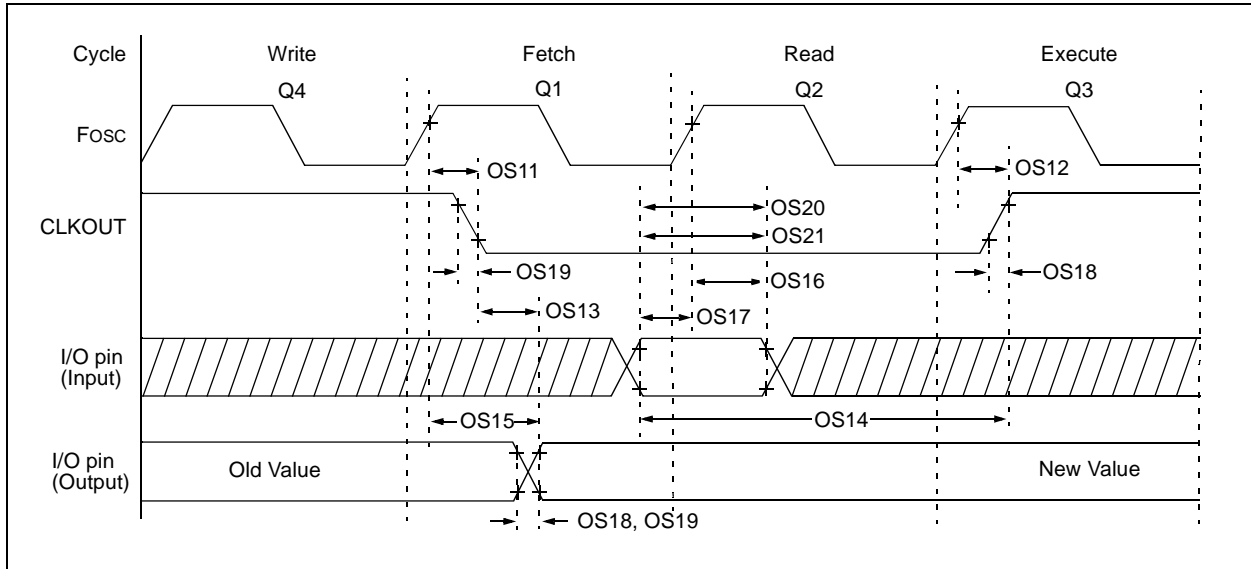 Cycle Write Fetch Read Execute
Q4 Q1 Q2 Q3
FOSC
OS11 OS12
OS20
CLKOUT
OS21
OS19 OS16 OS18
OS13 OS17
I/O pin
(Input)
OS15 OS14
I/O pin
(Output)
Old Value New Value
OS18, OS19